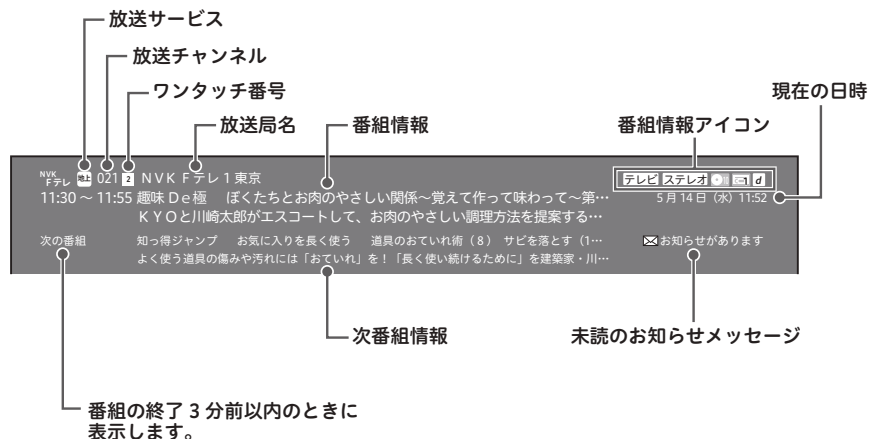 放送サービス
放送チャンネル
ワンタッチ番号
現在の日時
放送局名
番組情報
番組情報アイコン
NVK Fテレ 地上 021 2 NVK Fテレ1東京
テレビ ステレオ 1 d
11:30 ～ 11:55 趣味 De極 ぼくたちとお肉のやさしい関係～覚えて作って味わって～第…
5月14日（水）11:52
KYOと川崎太郎がエスコートして、お肉のやさしい調理方法を提案する…
次の番組 知っ得ジャンプ お気に入りを長く使う 道具のおていれ術（8） サビを落とす（1…
お知らせがあります
よく使う道具の傷みや汚れには「おていれ」を！「長く使い続けるために」を建築家・川…
次番組情報
未読のお知らせメッセージ
番組の終了3分前以内のときに
表示します。